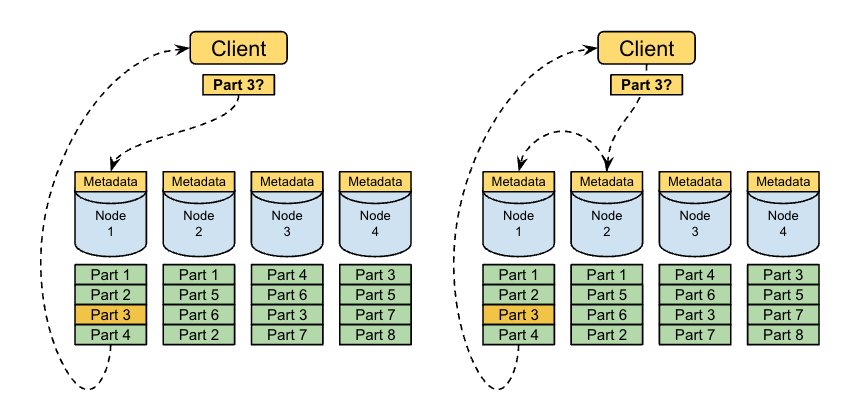 Client
Part 3?
Metadata
Node
1
Part 1
Part 2
Part 3
Part 4
Metadata
Node
2
Part 1
Part 5
Part 6
Part 2
Metadata
Node
3
Part 4
Part 6
Part 3
Part 7
Metadata
Node
4
Part 3
Part 5
Part 7
Part 8
Client
Part 3?
Metadata
Node
1
Part 1
Part 2
Part 3
Part 4
Metadata
Node
2
Part 1
Part 5
Part 6
Part 2
Metadata
Node
3
Part 4
Part 6
Part 3
Part 7
Metadata
Node
4
Part 3
Part 5
Part 7
Part 8